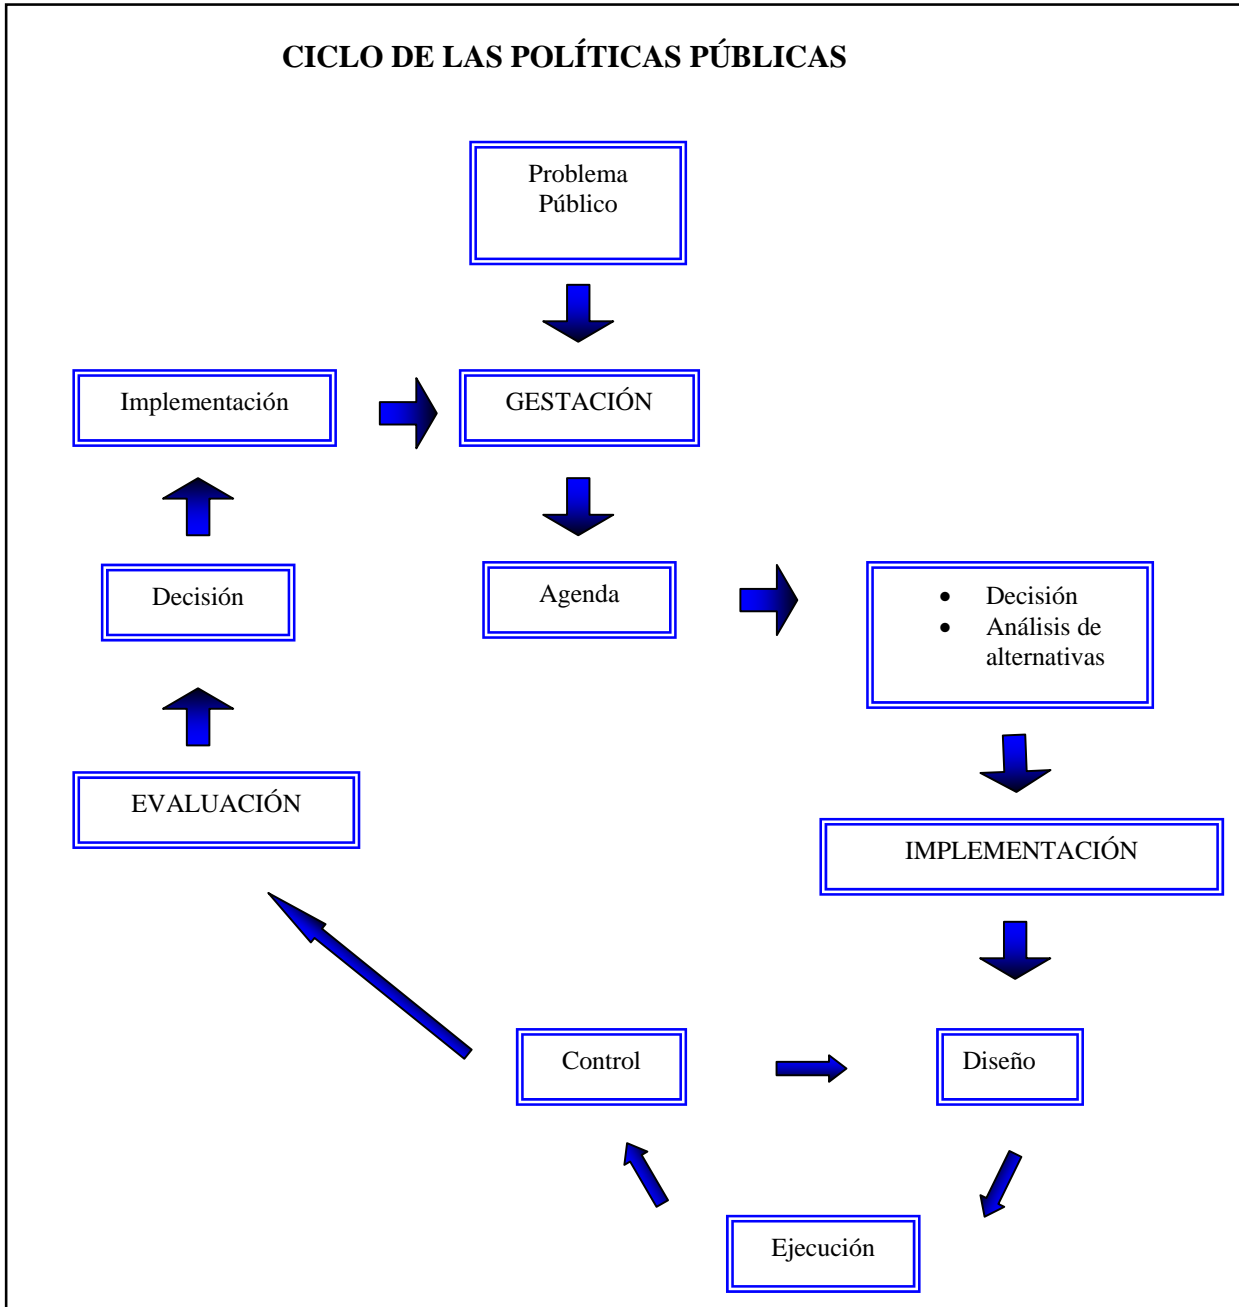 CICLO DE LAS POLÍTICAS PÚBLICAS
Problema
Público
Implementación
GESTACIÓN
Decisión
Agenda
• Decisión
• Análisis de
alternativas
EVALUACIÓN
IMPLEMENTACIÓN
Control
Diseño
Ejecución